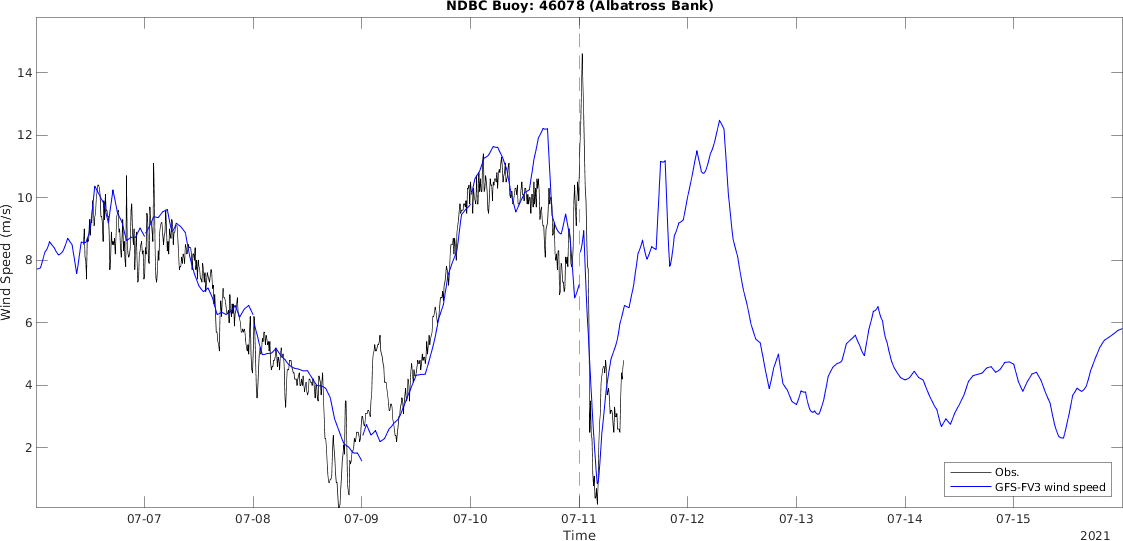 NDBC Buoy: 46078 (Albatross Bank)
Wind Speed (m/s)
14
12
10
8
6
4
2
Obs.
GFS-FV3 wind speed
07-07 07-08 07-09 07-10 07-11 07-12 07-13 07-14 07-15
Time
2021